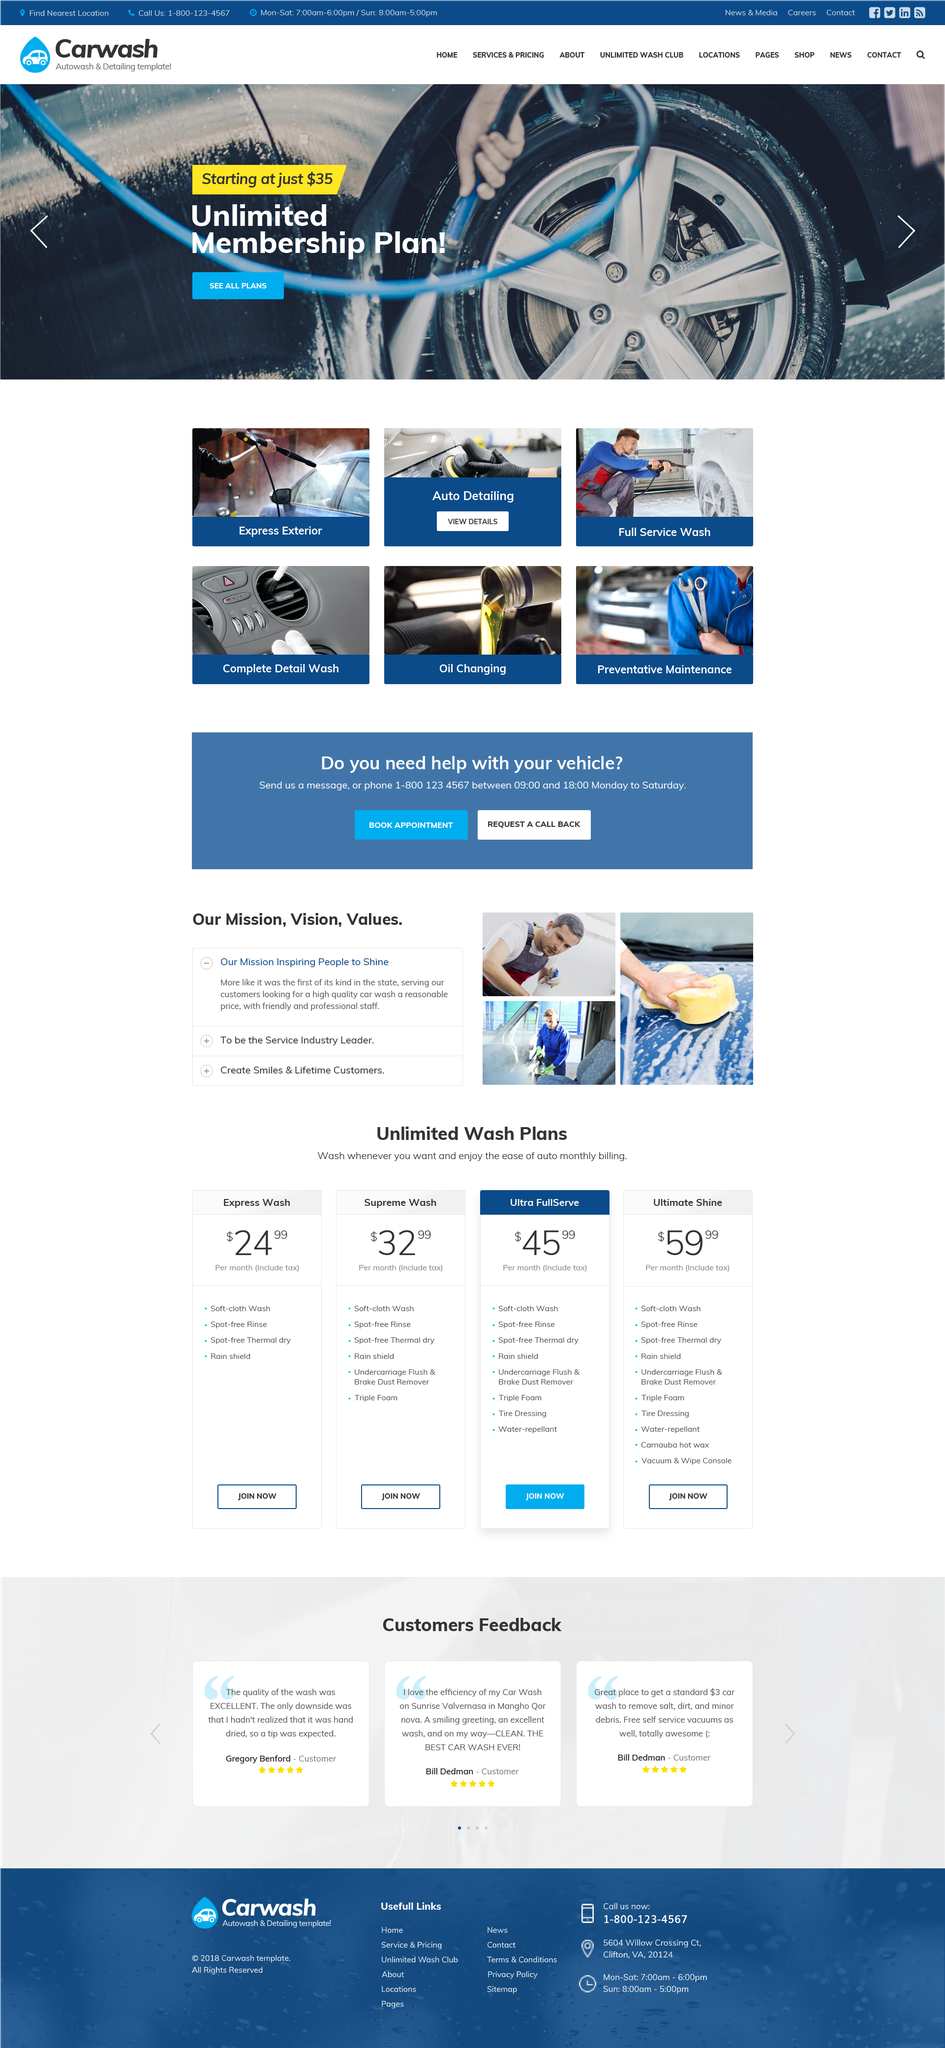 Find Nearest Location
Call Us: 1-800-123-4567
Mon-Sat: 7:00am-6:00pm / Sun: 8:00am-5:00pm
News & Media
Careers
Contact
Carwash
Autowash & Detailing template!
HOME
SERVICES & PRICING
ABOUT
UNLIMITED WASH CLUB
LOCATIONS
PAGES
SHOP
NEWS
CONTACT
Starting at just $35
Unlimited
Membership Plan!
SEE ALL PLANS
Express Exterior
Auto Detailing
VIEW DETAILS
Full Service Wash
Complete Detail Wash
Oil Changing
Preventative Maintenance
Do you need help with your vehicle?
Send us a message, or phone 1-800 123 4567 between 09:00 and 18:00 Monday to Saturday.
BOOK APPOINTMENT
REQUEST A CALL BACK
Our Mission, Vision, Values.
Our Mission Inspiring People to Shine
More like it was the first of its kind in the state, serving our
customers looking for a high quality car wash a reasonable
price, with friendly and professional staff.
To be the Service Industry Leader.
Create Smiles & Lifetime Customers.
Unlimited Wash Plans
Wash whenever you want and enjoy the ease of auto monthly billing.
Express Wash
$24 99
Per month (Include tax)
Soft-cloth Wash
Spot-free Rinse
Spot-free Thermal dry
Rain shield
JOIN NOW
Supreme Wash
$32 99
Per month (Include tax)
Soft-cloth Wash
Spot-free Rinse
Spot-free Thermal dry
Rain shield
Undercarriage Flush &
Brake Dust Remover
Triple Foam
JOIN NOW
Ultra FullServe
$45 99
Per month (Include tax)
Soft-cloth Wash
Spot-free Rinse
Spot-free Thermal dry
Rain shield
Undercarriage Flush &
Brake Dust Remover
Triple Foam
Tire Dressing
Water-repellant
JOIN NOW
Ultimate Shine
$59 99
Per month (Include tax)
Soft-cloth Wash
Spot-free Rinse
Spot-free Thermal dry
Rain shield
Undercarriage Flush &
Brake Dust Remover
Triple Foam
Tire Dressing
Water-repellant
Carnauba hot wax
Vacuum & Wipe Console
JOIN NOW
Customers Feedback
The quality of the wash was
EXCELLENT. The only downside was
that I hadn't realized that it was hand
dried, so a tip was expected.
Gregory Benford - Customer
I love the efficiency of my Car Wash
on Sunrise Valvernasa in Mangho Qor
nova. A smiling greeting, an excellent
wash, and on my way—CLEAN. THE
BEST CAR WASH EVER!
Bill Dedman - Customer
Great place to get a standard $3 car
wash to remove salt, dirt, and minor
debris. Free self service vacuums as
well, totally awesome (:
Bill Dedman - Customer
Carwash
Autowash & Detailing template!
© 2018 Carwash template.
All Rights Reserved
Usefull Links
Home
Service & Pricing
Unlimited Wash Club
About
Locations
Pages
News
Contact
Terms & Conditions
Privacy Policy
Sitemap
Call us now:
1-800-123-4567
5604 Willow Crossing Ct,
Clifton, VA, 20124
Mon-Sat: 7:00am - 6:00pm
Sun: 8:00am - 5:00pm